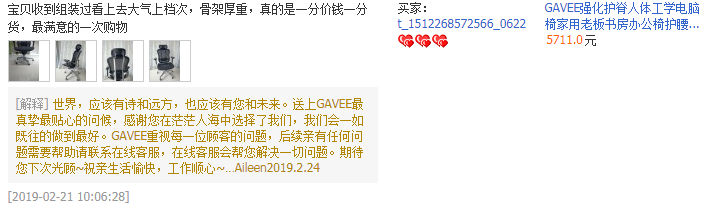 宝贝收到组装过看上去大气上档次，骨架厚重，真的是一分价钱一分
货，最满意的一次购物
[解释] 世界，应该有诗和远方，也应该有您和未来。送上GAVEE最
真挚最贴心的问候，感谢您在茫茫人海中选择了我们，我们会一如
既往的做到最好。GAVEE重视每一位顾客的问题，后续亲有任何问
题需要帮助请联系在线客服，在线客服会帮您解决一切问题。期待
您下次光顾~祝亲生活愉快，工作顺心~...Aileen2019.2.24
[2019-02-21 10:06:28]
买家：
t_1512268572566_0622
GAVEE强化护脊人体工学电脑
椅家用老板书房办公椅护腰...
5711.0元